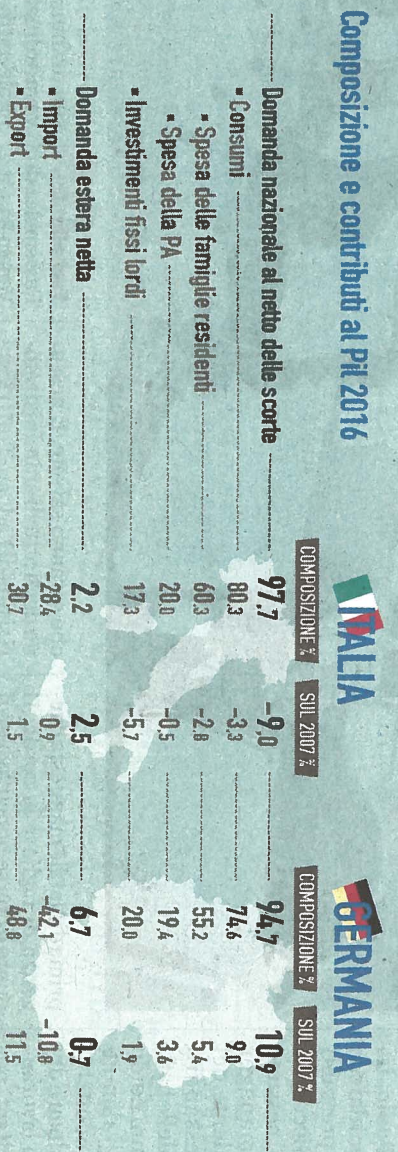 Composizione e contributi al Pil 2016
ITALIA GERMANIA
COMPOSIZIONE % SUL 2007 % COMPOSIZIONE % SUL 2007 %
Domanda nazionale al netto delle scorte 97,7 -9,0 94,7 10,9
▪ Consumi 80,3 -3,3 74,6 9,0
▪ Spesa delle famiglie residenti 60,3 -2,8 55,2 5,4
▪ Spesa della PA 20,0 -0,5 19,4 3,6
▪ Investimenti fissi lordi 17,3 -5,7 20,0 1,9
Domanda estera netta 2,2 2,5 6,7 0,7
▪ Import -28,4 0,9 -42,1 -10,8
▪ Export 30,7 1,5 48,8 11,5